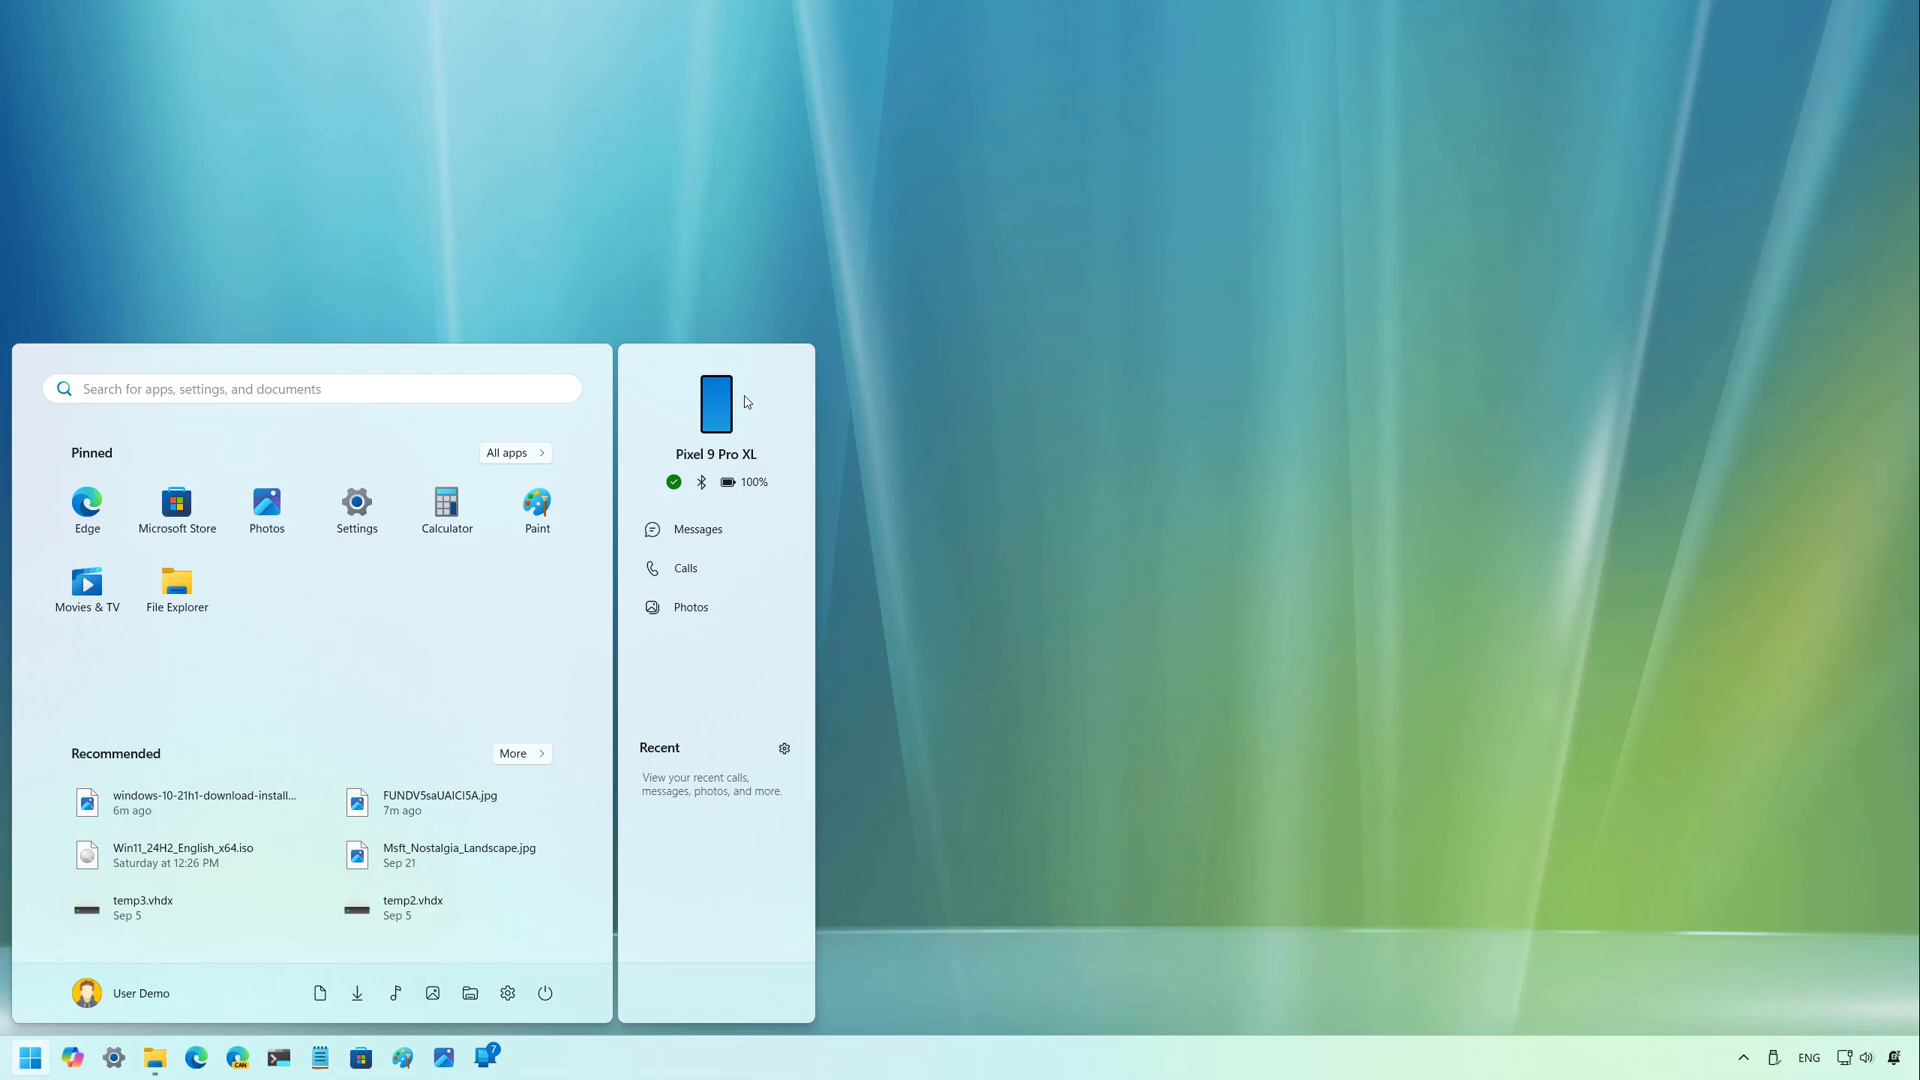 Search for apps, settings, and documents
Pinned
All apps
Edge
Microsoft Store
Photos
Settings
Calculator
Paint
Movies & TV
File Explorer
Recommended
More
windows-10-21h1-download-install...
6m ago
FUNDV5saUAICI5A.jpg
7m ago
Win11_24H2_English_x64.iso
Saturday at 12:26 PM
Msft_Nostalgia_Landscape.jpg
Sep 21
temp3.vhdx
Sep 5
temp2.vhdx
Sep 5
User Demo
Pixel 9 Pro XL
100%
Messages
Calls
Photos
Recent
View your recent calls,
messages, photos, and more.
CAN
7
ENG